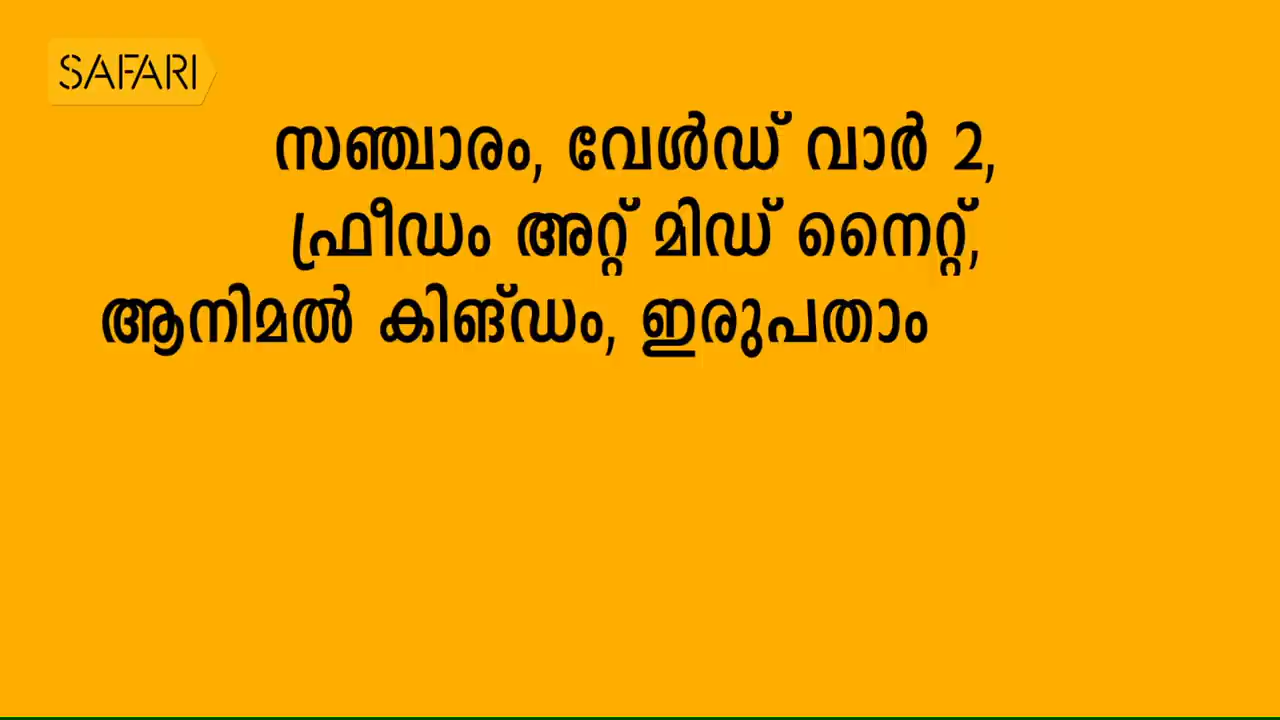 SAFARI
സഞ്ചാരം, വേൾഡ് വാർ 2,
ഫ്രീഡം അറ്റ് മിഡ് നൈറ്റ്,
ആനിമൽ കിങ്ഡം, ഇരുപതാം